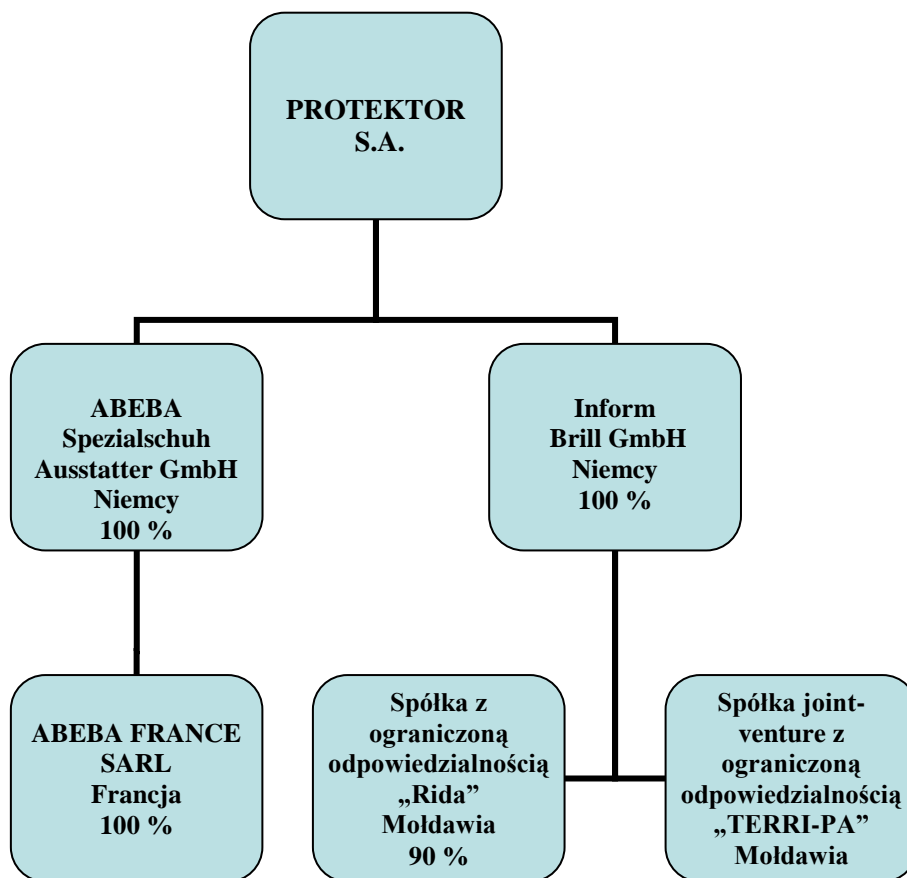 PROTEKTOR
S.A.
ABEBA
Spezialschuh
Ausstatter GmbH
Niemcy
100 %
Inform
Brill GmbH
Niemcy
100 %
ABEBA FRANCE
SARL
Francja
100 %
Spółka z
ograniczoną
odpowiedzialnością
„Rida”
Mołdawia
90 %
Spółka joint-
venture z
ograniczoną
odpowiedzialnością
„TERRI-PA”
Mołdawia